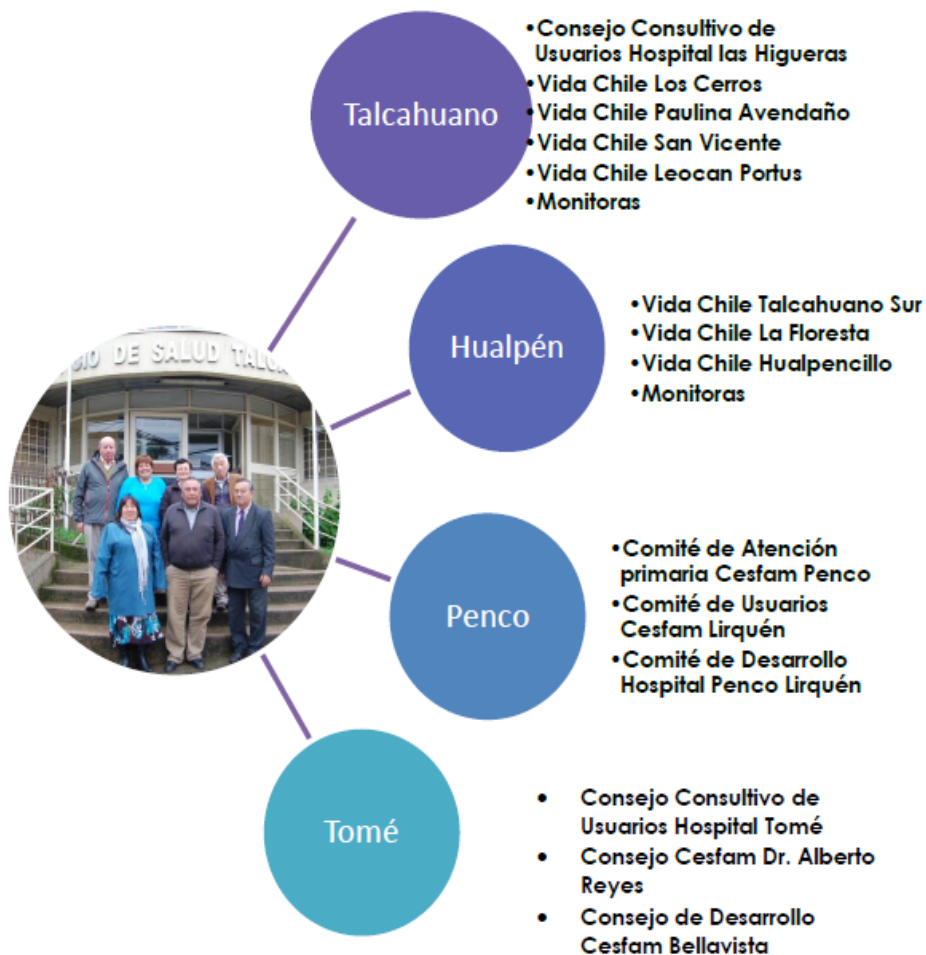 Talcahuano
•Consejo Consultivo de
Usuarios Hospital las Higueras
•Vida Chile Los Cerros
•Vida Chile Paulina Avendaño
•Vida Chile San Vicente
•Vida Chile Leocan Portus
•Monitoras
Hualpén
•Vida Chile Talcahuano Sur
•Vida Chile La Floresta
•Vida Chile Hualpencillo
•Monitoras
DE SALUD
Penco
•Comité de Atención
primaria Cesfam Penco
•Comité de Usuarios
Cesfam Lirquén
•Comité de Desarrollo
Hospital Penco Lirquén
Tomé
• Consejo Consultivo de
Usuarios Hospital Tomé
• Consejo Cesfam Dr. Alberto
Reyes
• Consejo de Desarrollo
Cesfam Bellavista